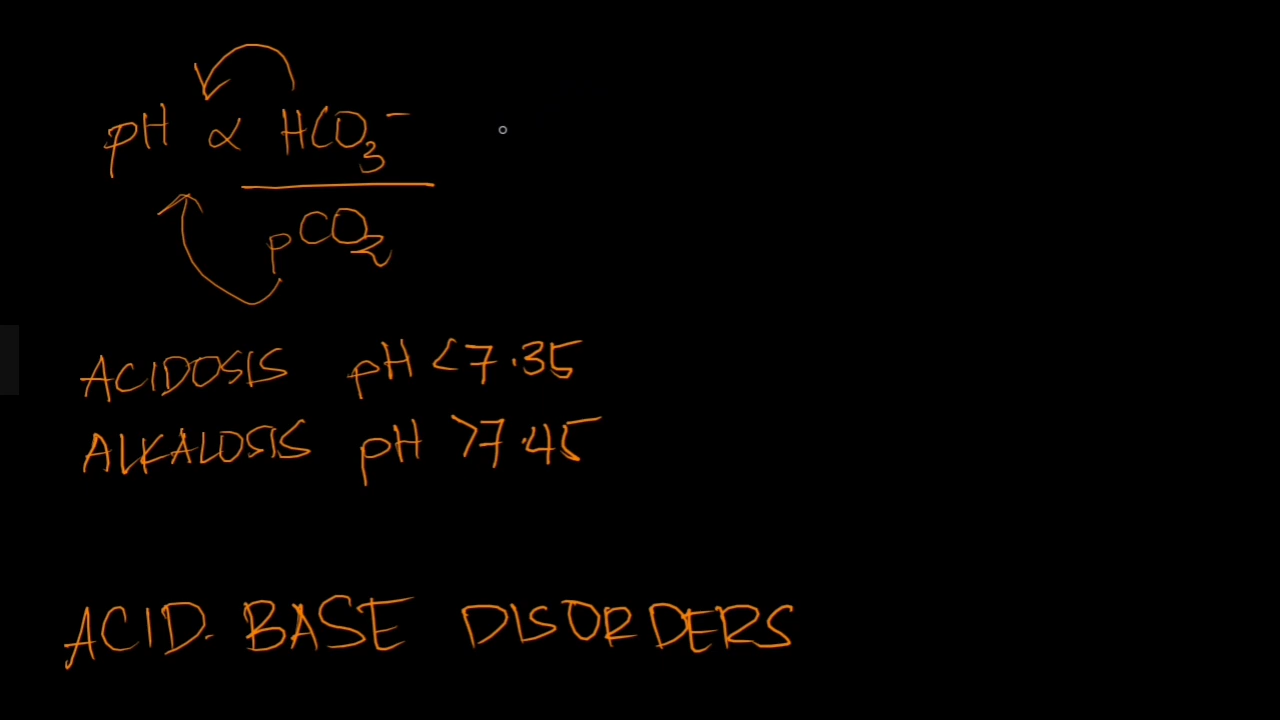 pH ∝ HCO₃⁻
pCO₂
ACIDOSIS pH <7.35
ALKALOSIS pH >7.45
ACID-BASE DISORDERS